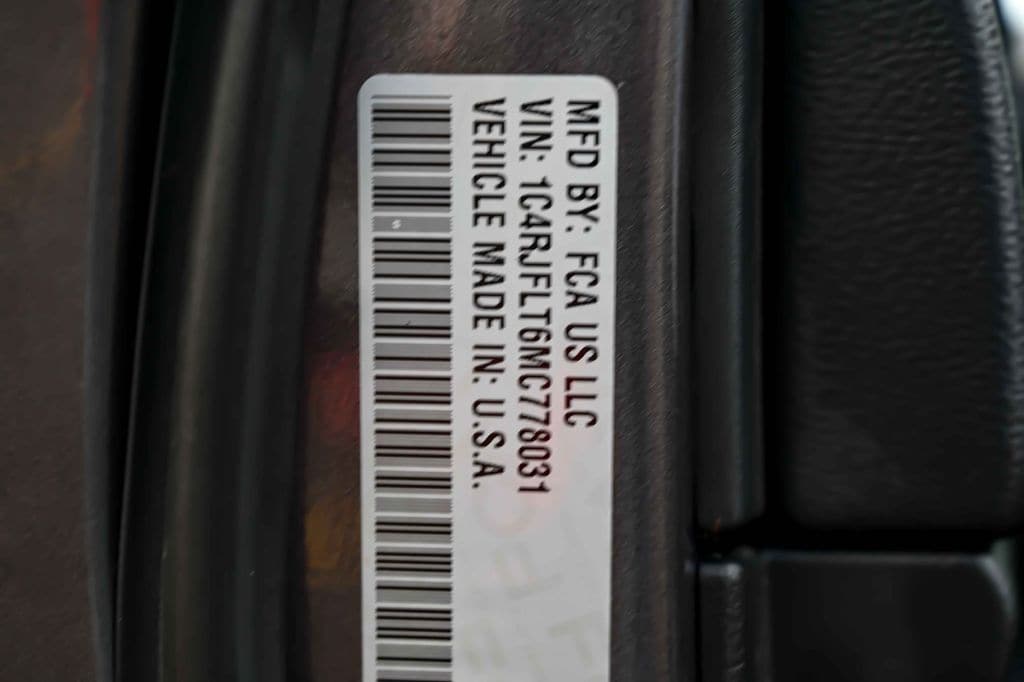 MFD BY: FCA US LLC
VIN: 1C4RJFLT6MC778031
VEHICLE MADE IN: U.S.A.